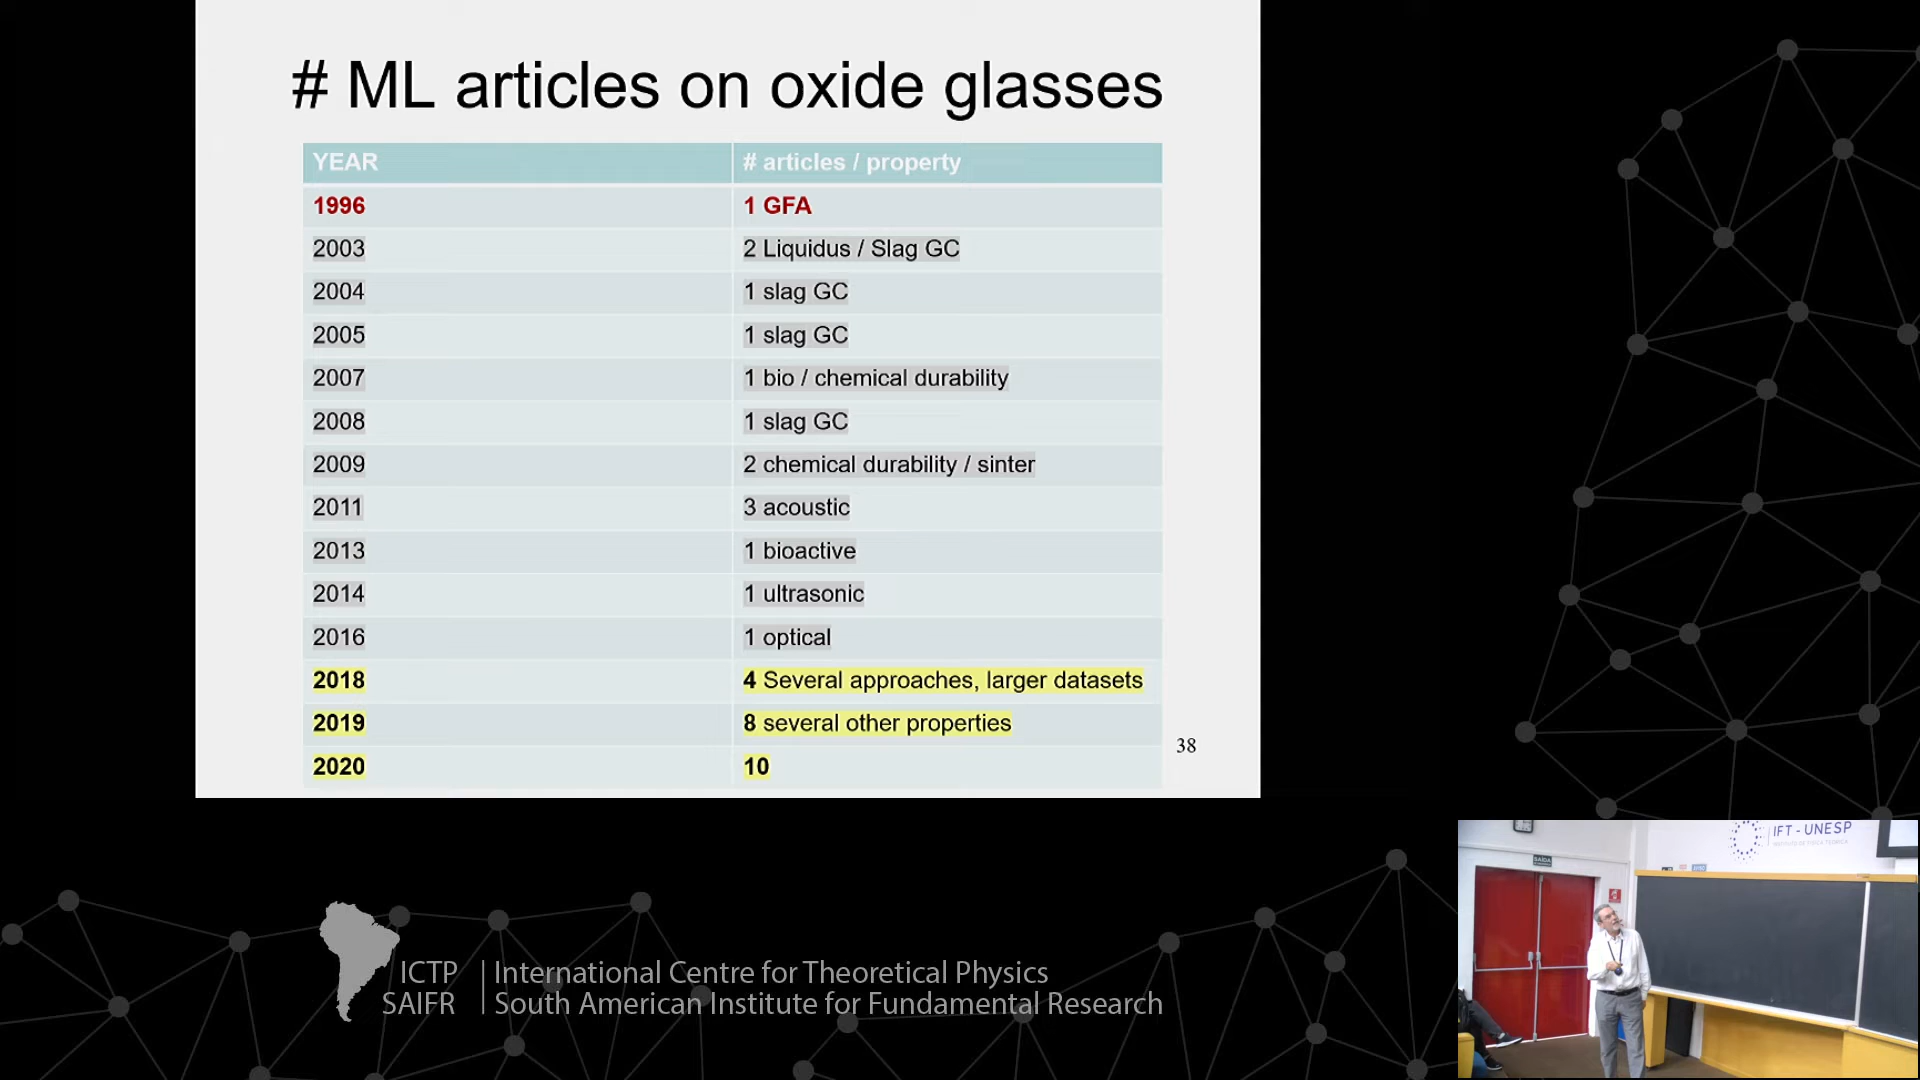 # ML articles on oxide glasses
YEAR # articles / property
1996 1 GFA
2003 2 Liquidus / Slag GC
2004 1 slag GC
2005 1 slag GC
2007 1 bio / chemical durability
2008 1 slag GC
2009 2 chemical durability / sinter
2011 3 acoustic
2013 1 bioactive
2014 1 ultrasonic
2016 1 optical
2018 4 Several approaches, larger datasets
2019 8 several other properties
2020 10
38
IFT - UNESP
SAÍDA
ICTP International Centre for Theoretical Physics
SAIFR South American Institute for Fundamental Research